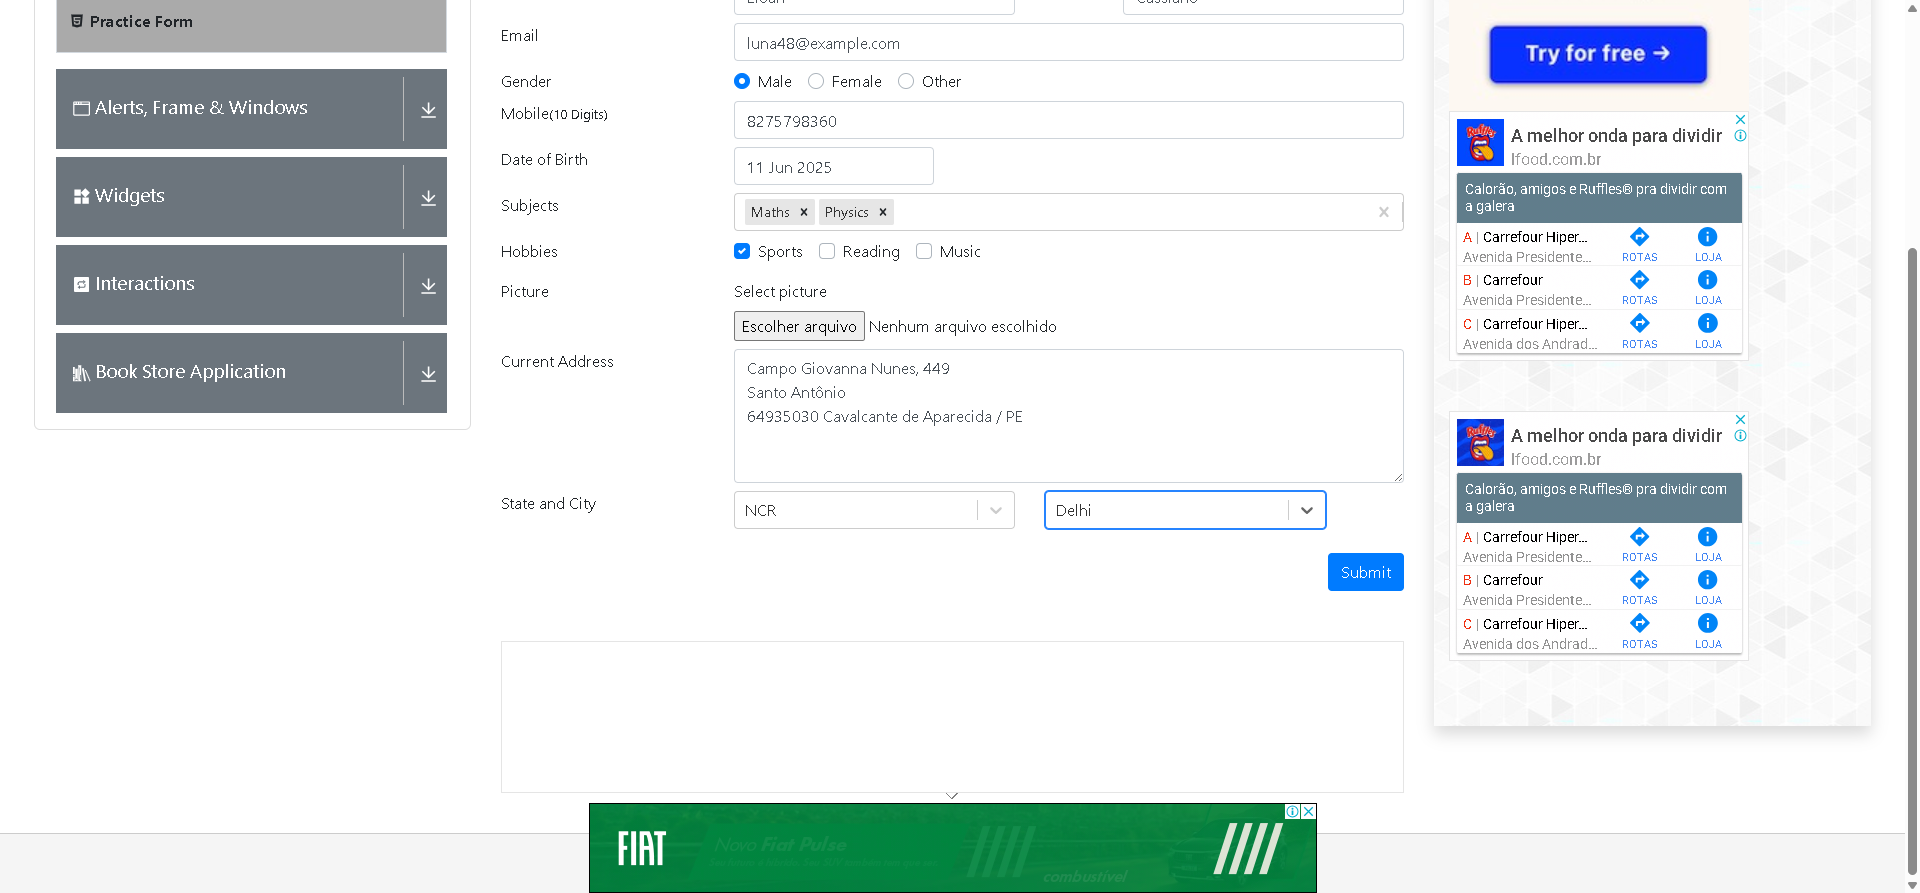 Practice Form
Alerts, Frame & Windows
Widgets
Interactions
Book Store Application
Email
luna48@example.com
Gender
Male
Female
Other
Mobile(10 Digits)
8275798360
Date of Birth
11 Jun 2025
Subjects
Maths
Physics
Hobbies
Sports
Reading
Music
Picture
Select picture
Escolher arquivo
Nenhum arquivo escolhido
Current Address
Campo Giovanna Nunes, 449
Santo Antônio
64935030 Cavalcante de Aparecida / PE
State and City
NCR
Delhi
Submit
Try for free →
A melhor onda para dividir
Ifood.com.br
Calorão, amigos e Ruffles® pra dividir com
a galera
A | Carrefour Hiper...
Avenida Presidente...
ROTAS
LOJA
B | Carrefour
Avenida Presidente...
ROTAS
LOJA
C | Carrefour Hiper...
Avenida dos Andrad...
ROTAS
LOJA
A melhor onda para dividir
Ifood.com.br
Calorão, amigos e Ruffles® pra dividir com
a galera
A | Carrefour Hiper...
Avenida Presidente...
ROTAS
LOJA
B | Carrefour
Avenida Presidente...
ROTAS
LOJA
C | Carrefour Hiper...
Avenida dos Andrad...
ROTAS
LOJA
FIAT
Novo Fiat Pulse
combustível